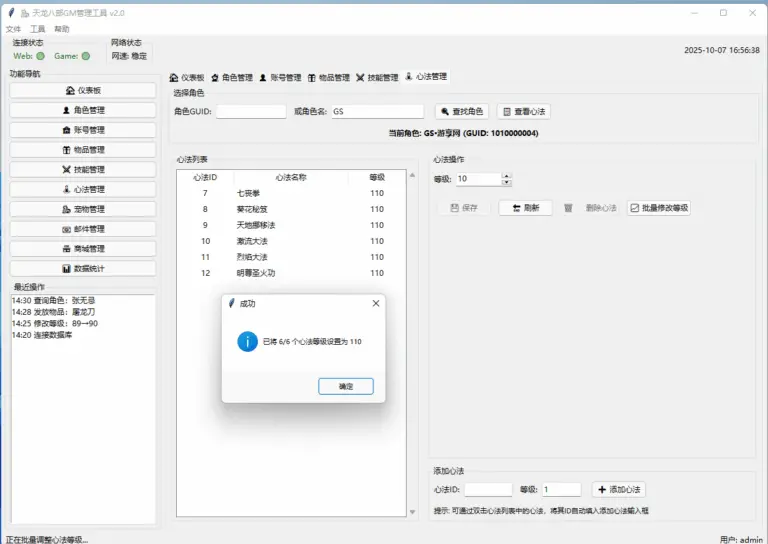 天龙八部GM管理工具 v2.0
文件 工具 帮助
连接状态
Web: Game:
网络状态
网速: 稳定
2025-10-07 16:56:38
功能导航
仪表板
角色管理
账号管理
物品管理
技能管理
心法管理
宠物管理
邮件管理
商城管理
数据统计
最近操作
14:30 查询角色: 张无忌
14:28 发放物品: 屠龙刀
14:25 修改等级: 89→90
14:20 连接数据库
仪表板 角色管理 账号管理 物品管理 技能管理 心法管理
选择角色
角色GUID: 或角色名: GS 查找角色 查看心法
当前角色: GS•游享网 (GUID: 1010000004)
心法列表
心法ID 心法名称 等级
7 七丧拳 110
8 葵花秘笈 110
9 天地挪移法 110
10 激流大法 110
11 烈焰大法 110
12 明尊圣火功 110
心法操作
等级: 10
保存 刷新 删除心法 批量修改等级
成功
已将 6/6 个心法等级设置为 110
确定
添加心法
心法ID: 等级: 1 添加心法
提示: 可通过双击心法列表中的心法，将其ID自动填入添加心法输入框
正在批量调整心法等级...
用户: admin